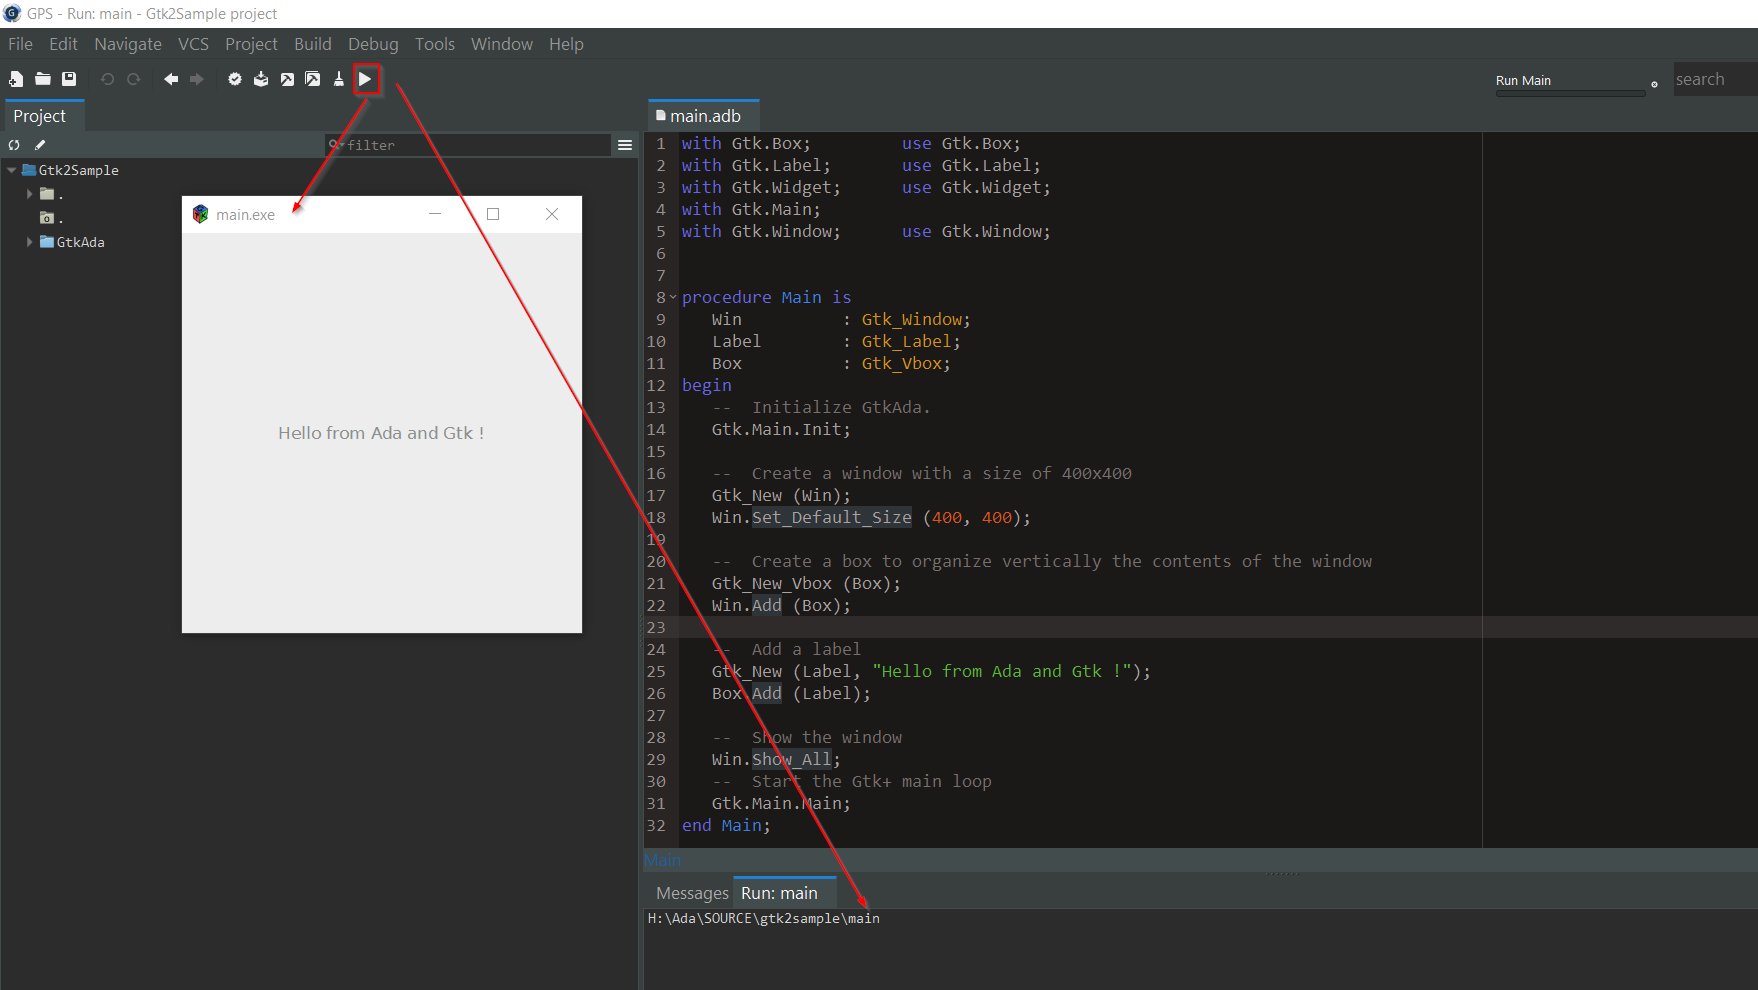 GPS - Run: main - Gtk2Sample project
File Edit Navigate VCS Project Build Debug Tools Window Help
Run Main
search
Project
filter
Gtk2Sample
.
.
GtkAda
main.exe
Hello from Ada and Gtk !
main.adb
1 with Gtk.Box;         use Gtk.Box;
2 with Gtk.Label;       use Gtk.Label;
3 with Gtk.Widget;      use Gtk.Widget;
4 with Gtk.Main;
5 with Gtk.Window;      use Gtk.Window;
6
7
8 procedure Main is
9    Win          : Gtk_Window;
10    Label        : Gtk_Label;
11    Box          : Gtk_Vbox;
12 begin
13    --  Initialize GtkAda.
14    Gtk.Main.Init;
15
16    --  Create a window with a size of 400x400
17    Gtk_New (Win);
18    Win.Set_Default_Size (400, 400);
19
20    --  Create a box to organize vertically the contents of the window
21    Gtk_New_Vbox (Box);
22    Win.Add (Box);
23
24    --  Add a label
25    Gtk_New (Label, "Hello from Ada and Gtk !");
26    Box.Add (Label);
27
28    --  Show the window
29    Win.Show_All;
30    --  Start the Gtk+ main loop
31    Gtk.Main.Main;
32 end Main;
Main
Messages Run: main
H:\Ada\SOURCE\gtk2sample\main